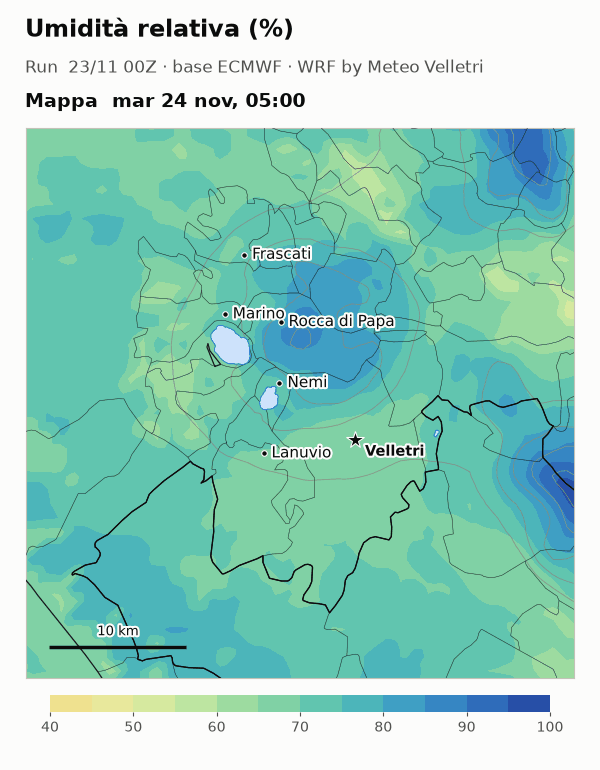 Umidità relativa (%)
Run  23/11 00Z · base ECMWF · WRF by Meteo Velletri
Mappa  mar 24 nov, 05:00
Frascati
Marino
Rocca di Papa
Nemi
Velletri
Lanuvio
10 km
40 50 60 70 80 90 100